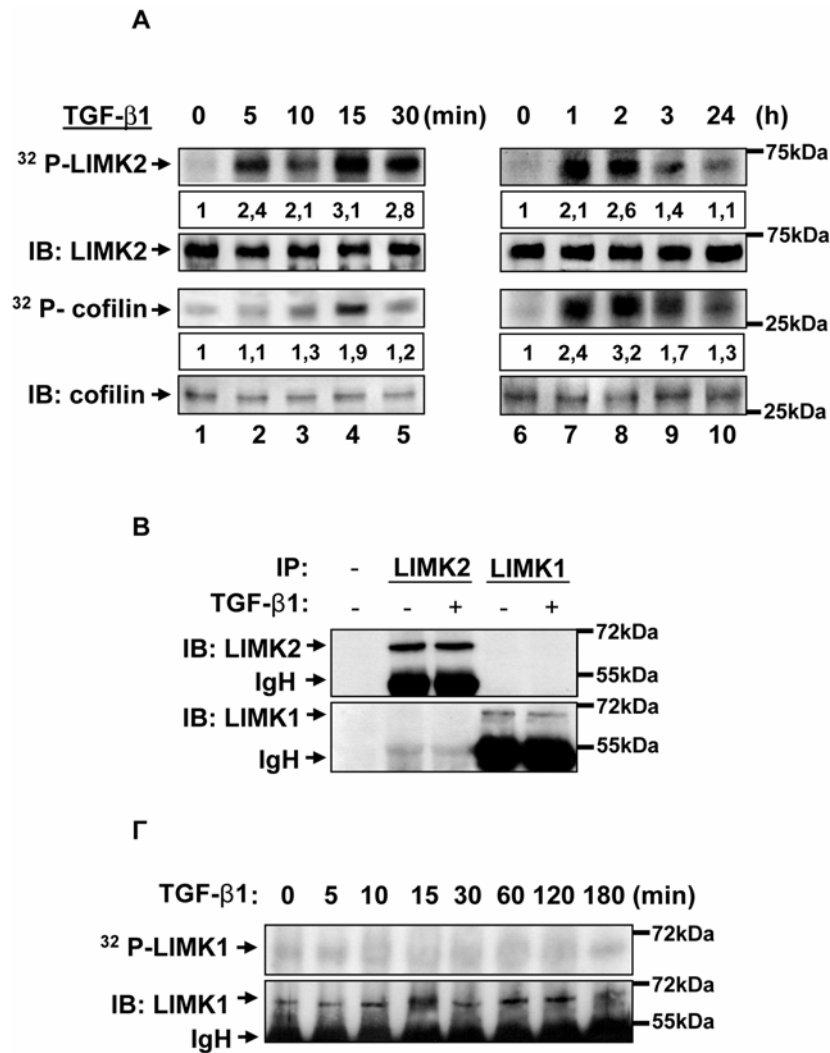 A
TGF-β1 0 5 10 15 30 (min) 0 1 2 3 24 (h)
32 P-LIMK2 75kDa
1 2,4 2,1 3,1 2,8 1 2,1 2,6 1,4 1,1
IB: LIMK2 75kDa
32 P- cofilin 25kDa
1 1,1 1,3 1,9 1,2 1 2,4 3,2 1,7 1,3
IB: cofilin 25kDa
1 2 3 4 5 6 7 8 9 10
B
IP: - LIMK2 LIMK1
TGF-β1: - - + - +
IB: LIMK2 72kDa
IgH 55kDa
IB: LIMK1 72kDa
IgH 55kDa
Γ
TGF-β1: 0 5 10 15 30 60 120 180 (min)
32 P-LIMK1 72kDa
IB: LIMK1 72kDa
IgH 55kDa